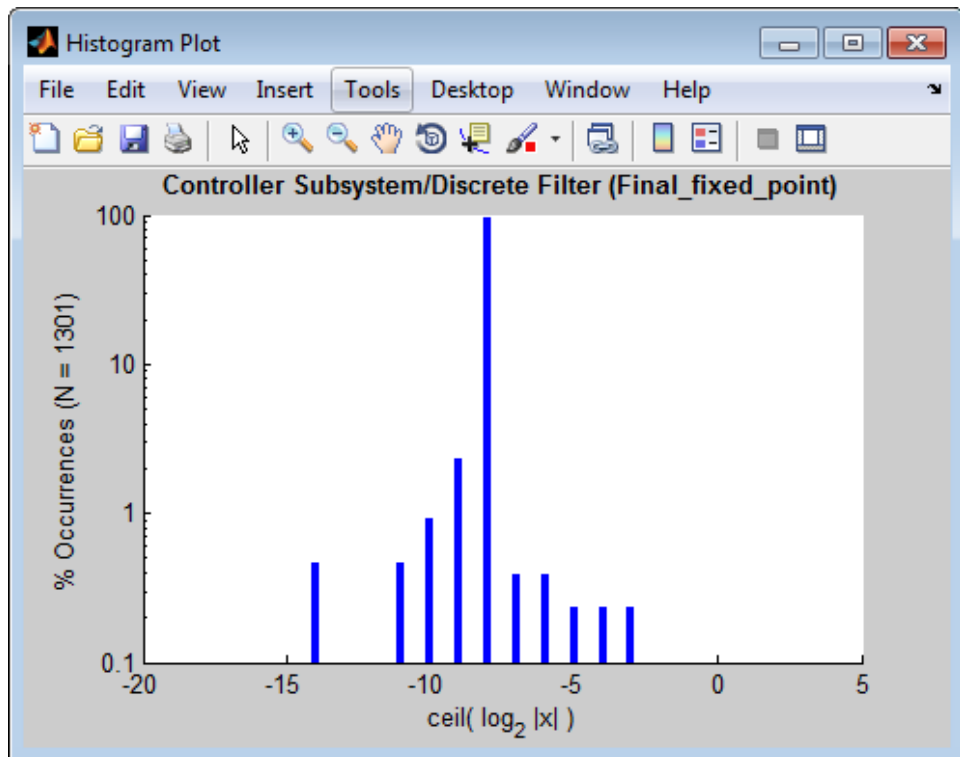 Histogram Plot
File Edit View Insert Tools Desktop Window Help
Controller Subsystem/Discrete Filter (Final_fixed_point)
% Occurrences (N = 1301)
100
10
1
0.1
-20 -15 -10 -5 0 5
ceil( log2 |x| )